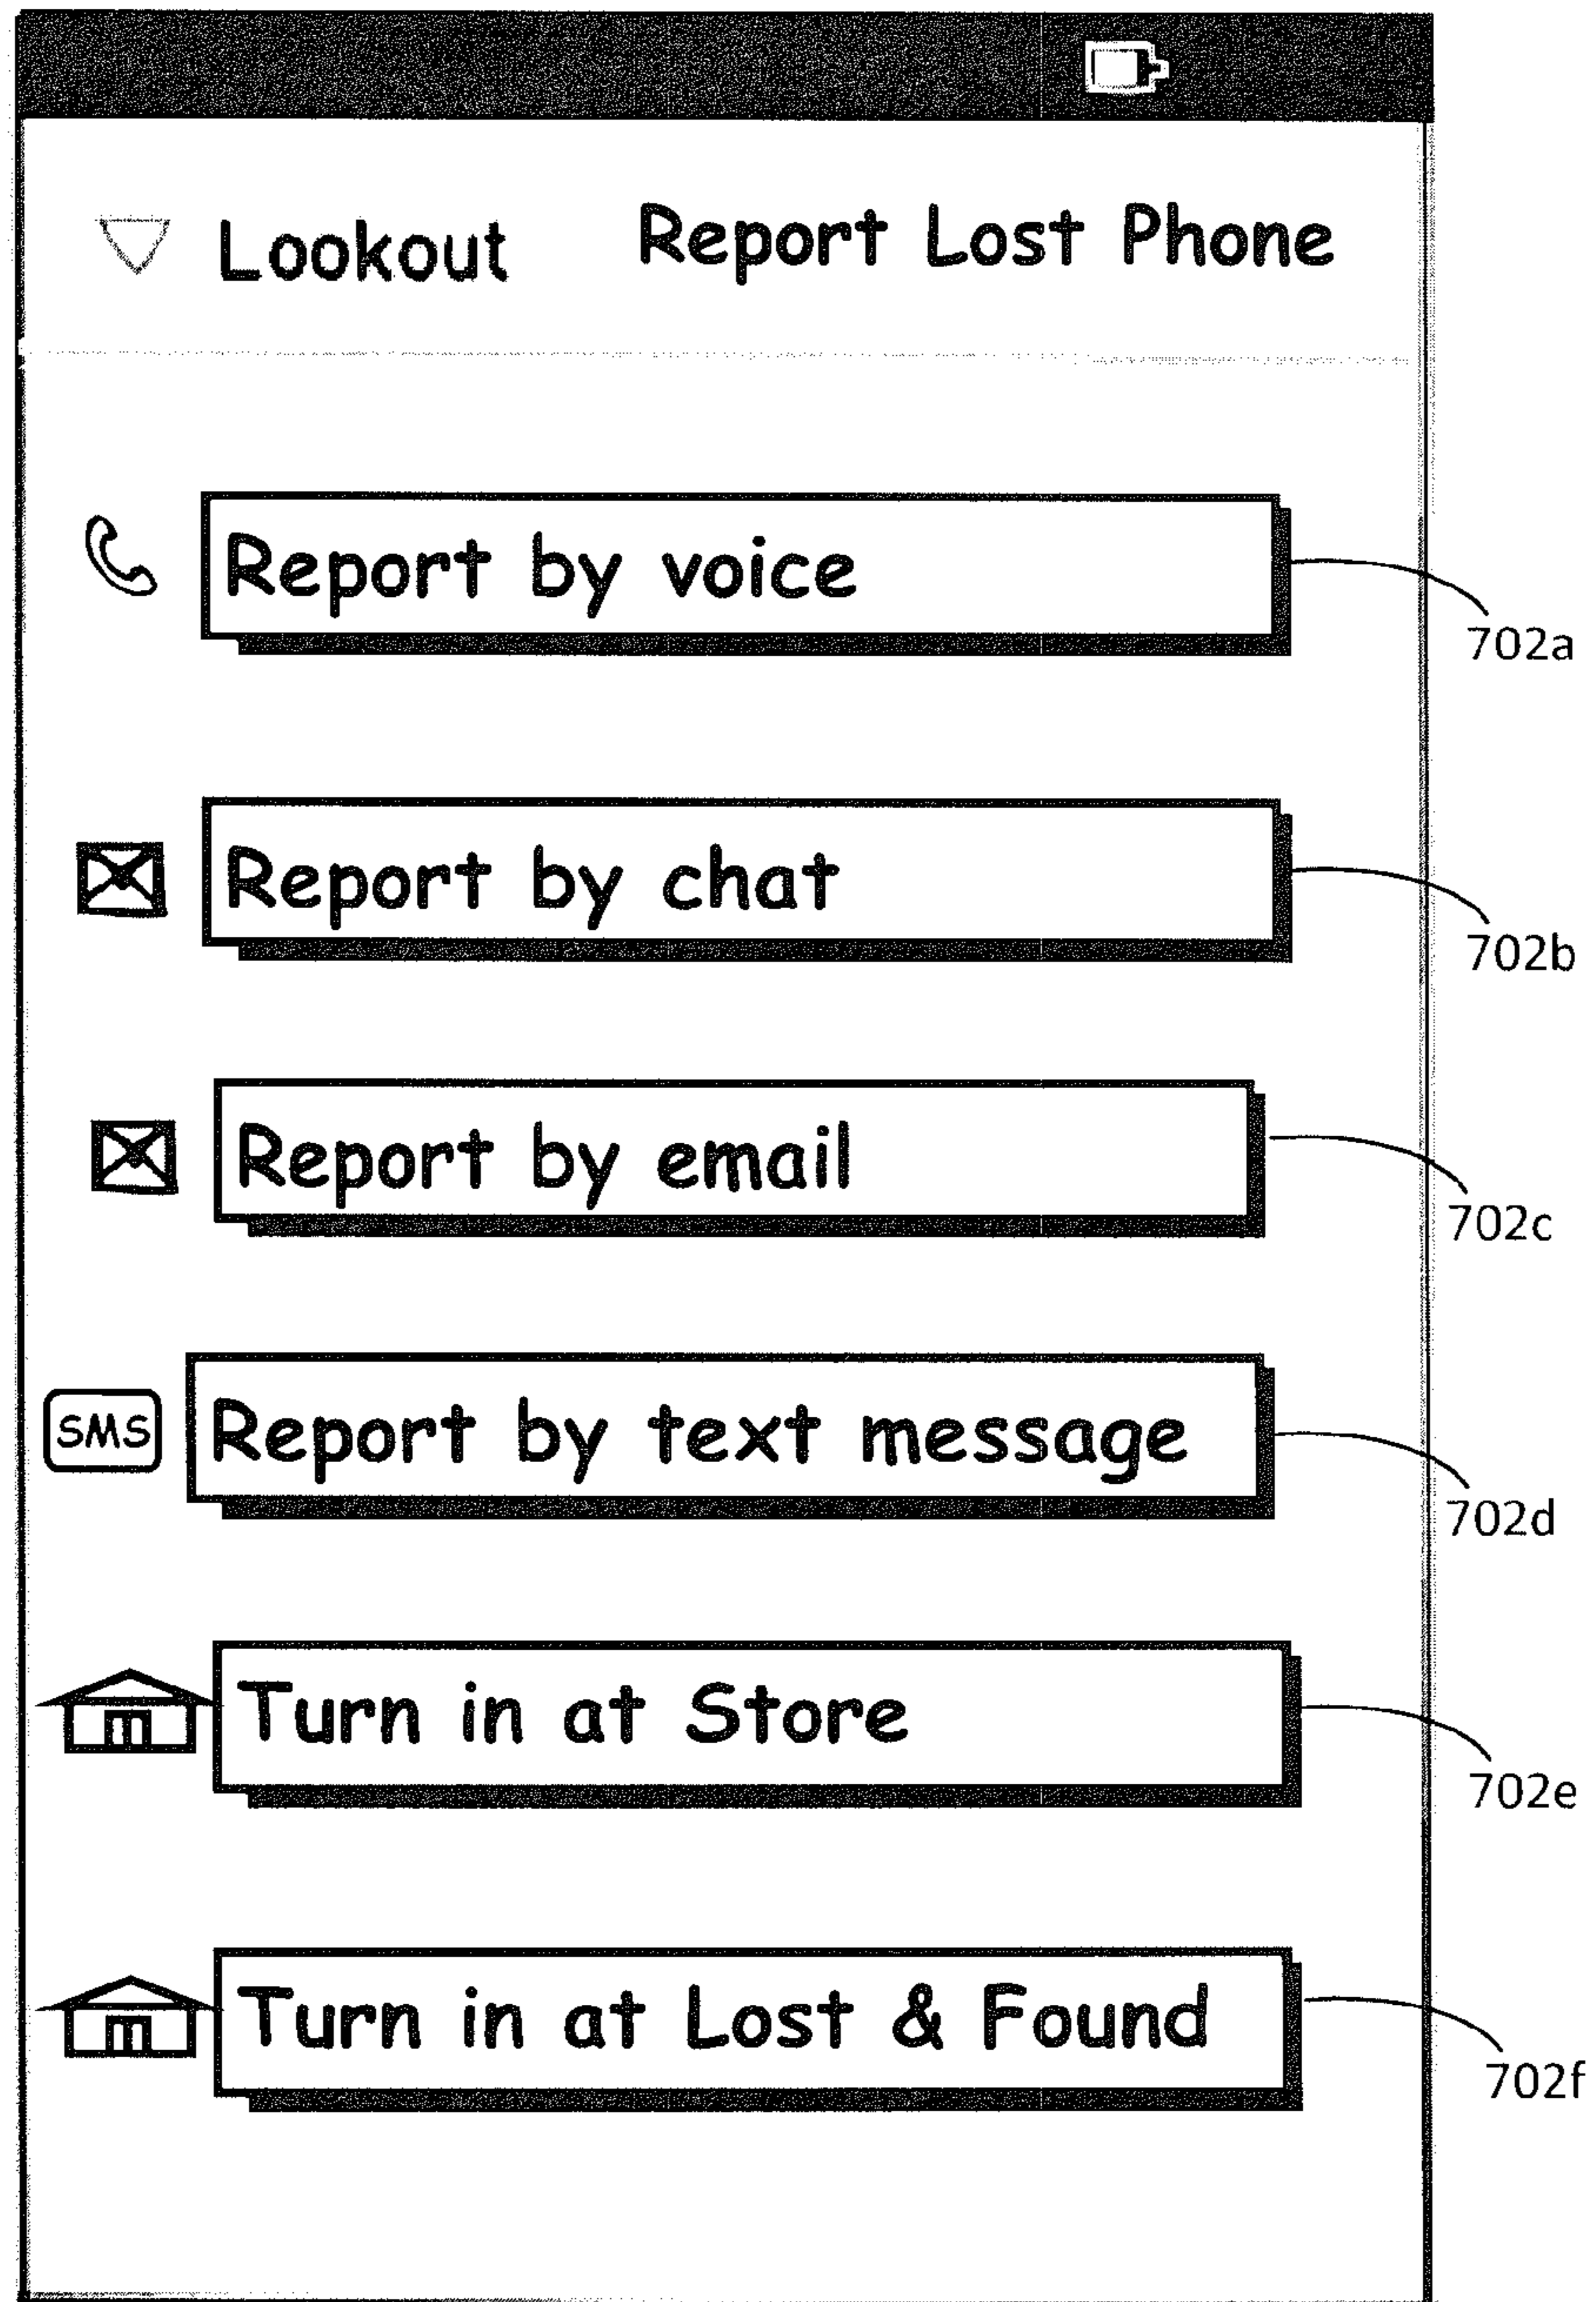 Lookout Report Lost Phone
Report by voice
702a
Report by chat
702b
Report by email
702c
SMS Report by text message
702d
Turn in at Store
702e
Turn in at Lost & Found
702f